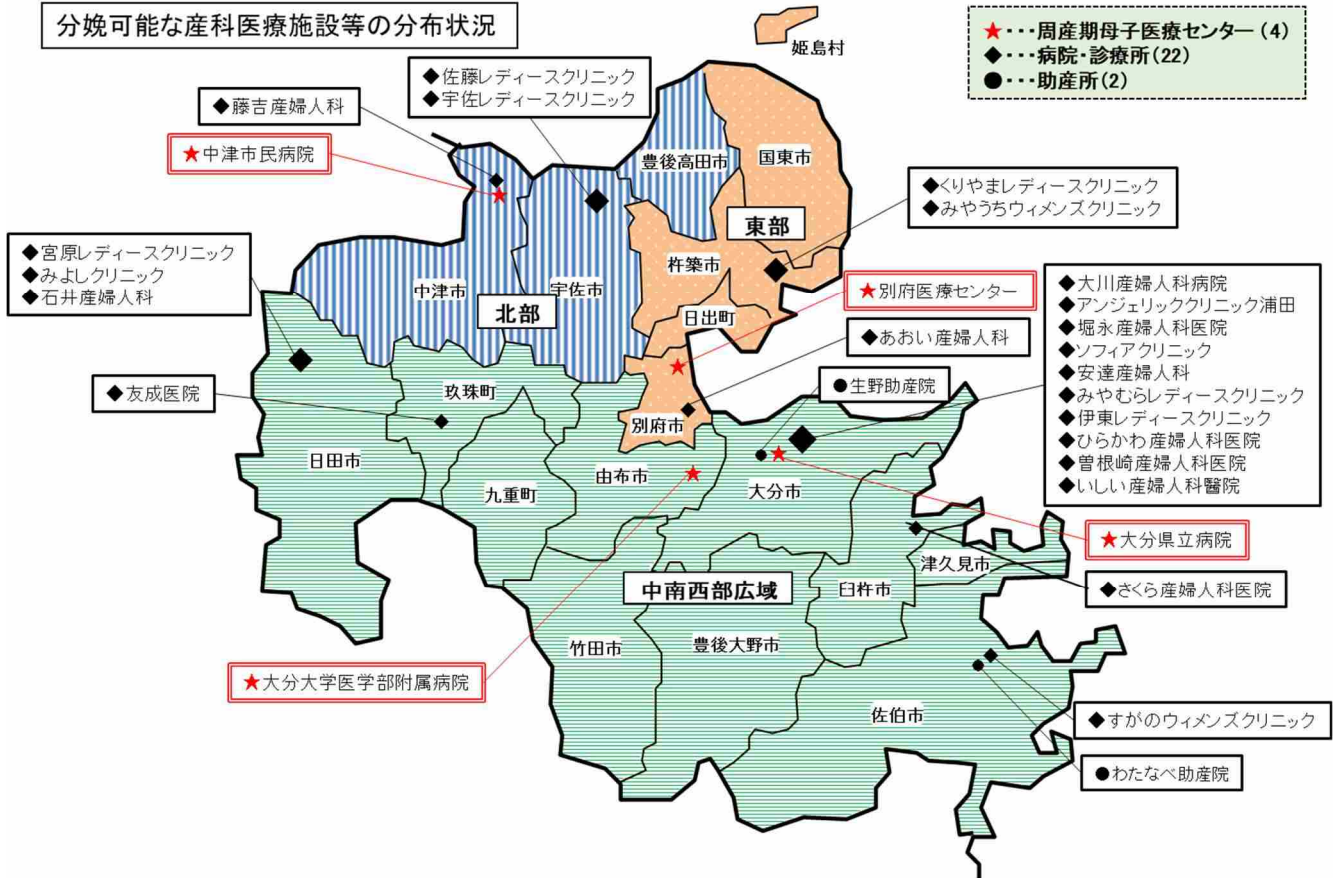 分娩可能な産科医療施設等の分布状況
姫島村
★・・・周産期母子医療センター(4)
◆・・・病院・診療所(22)
●・・・助産所(2)
◆佐藤レディースクリニック
◆宇佐レディースクリニック
◆藤吉産婦人科
★中津市民病院
豊後高田市
国東市
◆くりやまレディースクリニック
◆みやうちウィメンズクリニック
東部
杵築市
◆宮原レディースクリニック
◆みよしクリニック
◆石井産婦人科
中津市
宇佐市
北部
日出町
★別府医療センター
◆あおい産婦人科
◆大川産婦人科病院
◆アンジェリッククリニック浦田
◆堀永産婦人科医院
◆ソフィアクリニック
◆安達産婦人科
◆みやむらレディースクリニック
◆伊東レディースクリニック
◆ひらかわ産婦人科医院
◆曽根崎産婦人科医院
◆いしい産婦人科醫院
◆友成医院
玖珠町
●生野助産院
別府市
日田市
九重町
由布市
大分市
★大分県立病院
津久見市
◆さくら産婦人科医院
中南西部広域
臼杵市
竹田市
豊後大野市
★大分大学医学部附属病院
佐伯市
◆すがのウィメンズクリニック
●わたなべ助産院